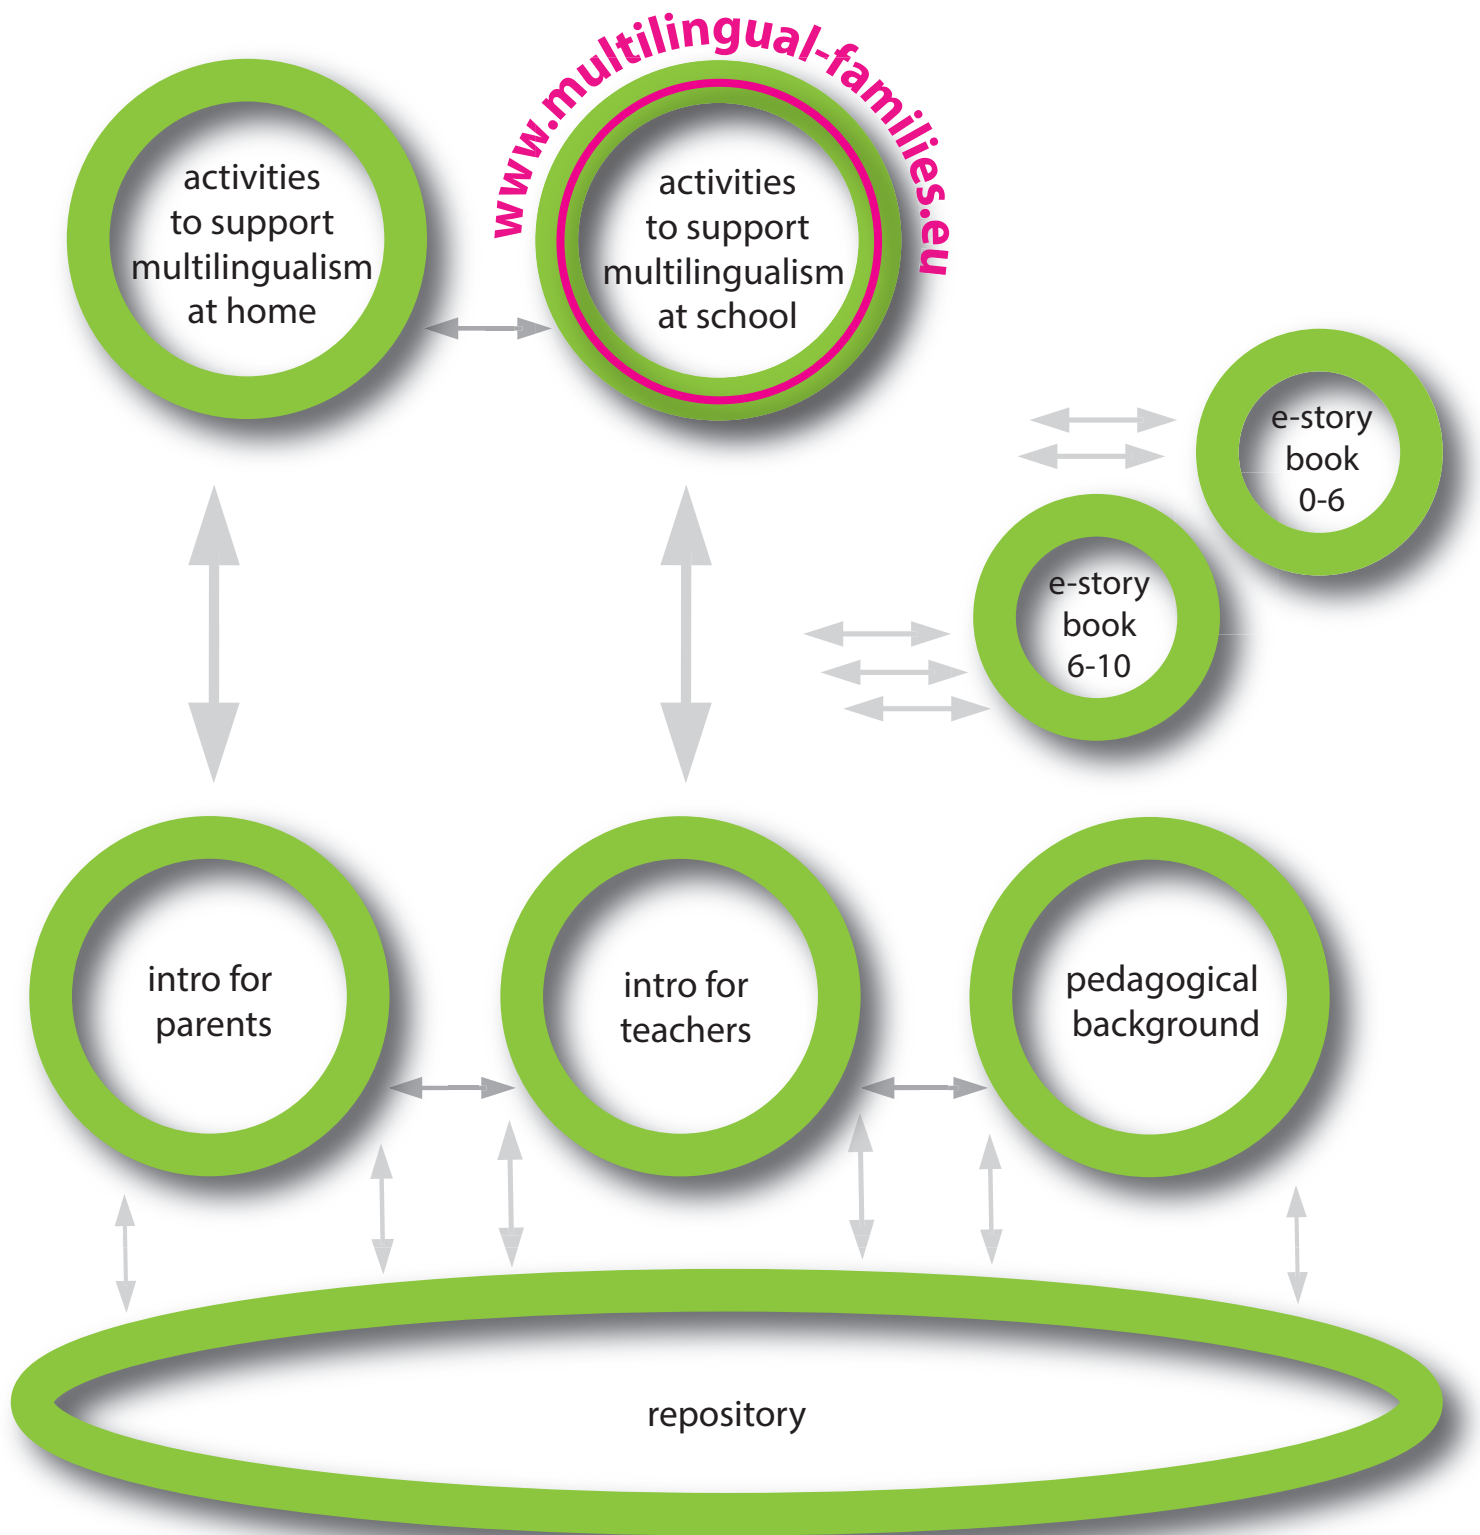 www.multilingual-families.eu
activities
to support
multilingualism
at home
activities
to support
multilingualism
at school
e-story
book
0-6
e-story
book
6-10
intro for
parents
intro for
teachers
pedagogical
background
repository